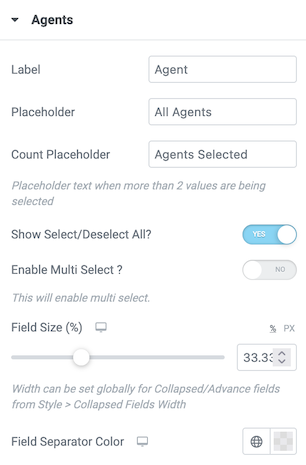 Agents
Label Agent
Placeholder All Agents
Count Placeholder Agents Selected
Placeholder text when more than 2 values are being
selected
Show Select/Deselect All? YES
Enable Multi Select ? NO
This will enable multi select.
Field Size (%) % PX
33.33
Width can be set globally for Collapsed/Advance fields
from Style > Collapsed Fields Width
Field Separator Color